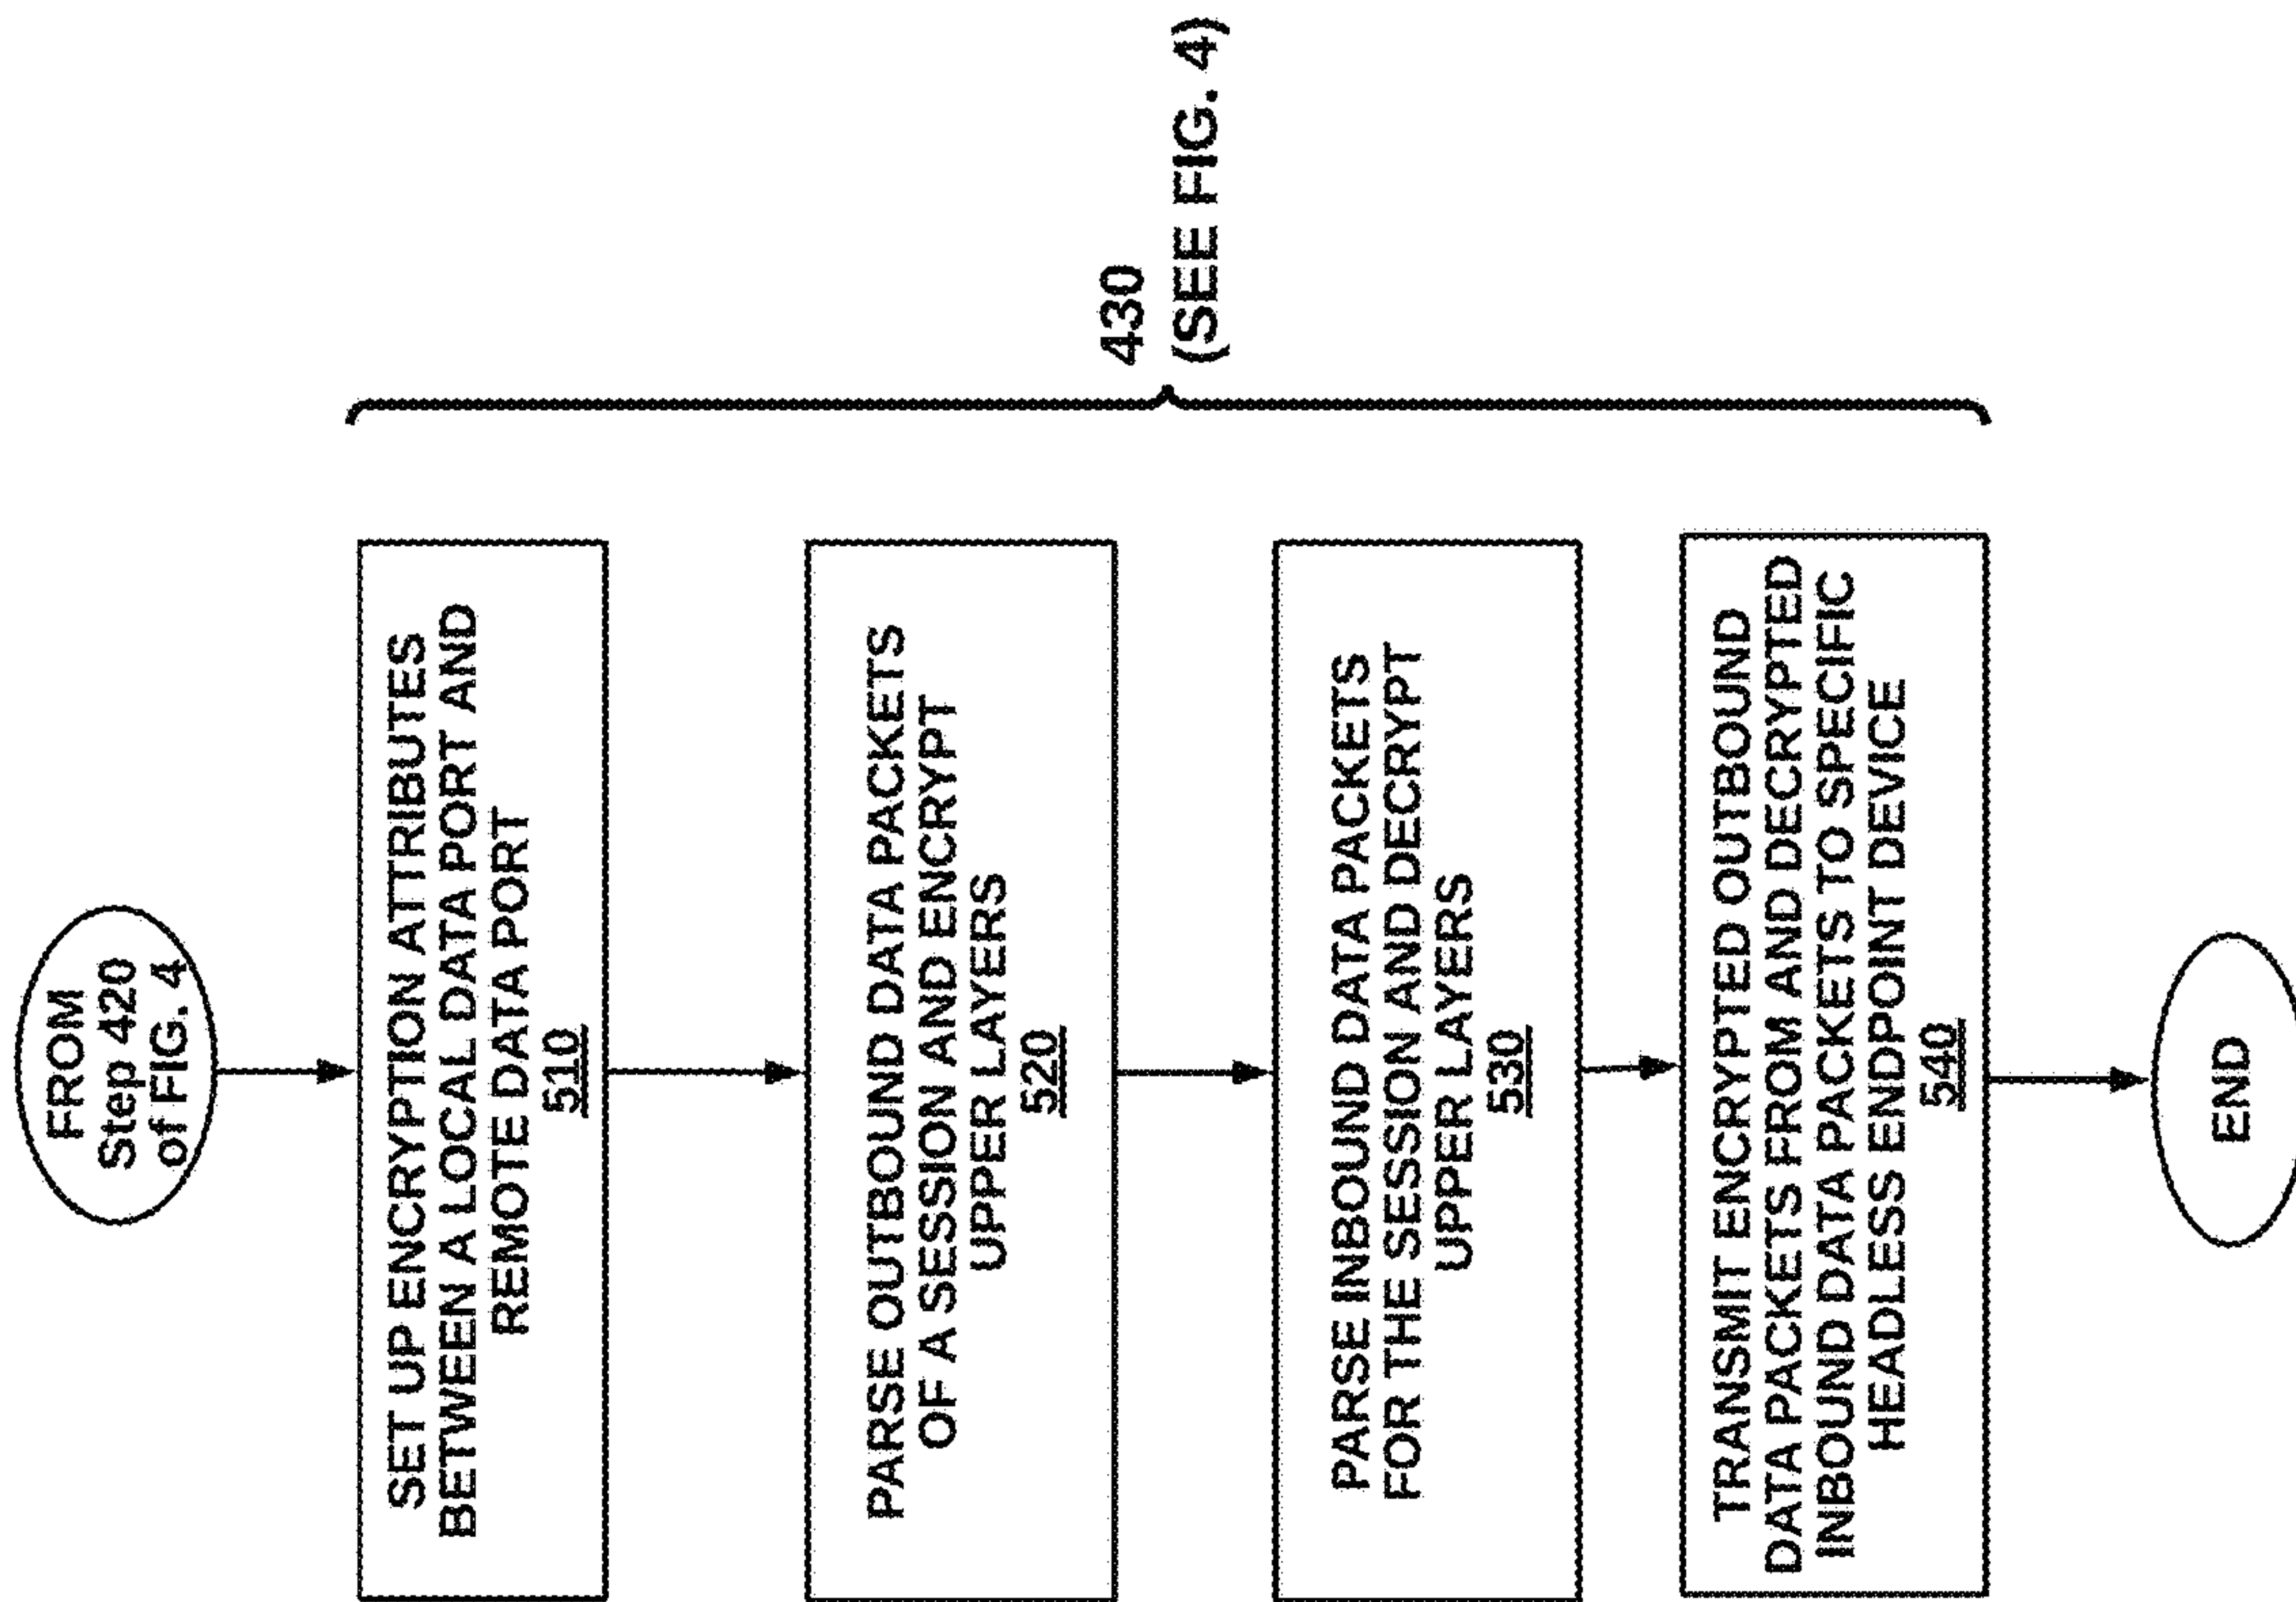 FROM
Step 420
of FIG. 4
SET UP ENCRYPTION ATTRIBUTES
BETWEEN A LOCAL DATA PORT AND
REMOTE DATA PORT
510
PARSE OUTBOUND DATA PACKETS
OF A SESSION AND ENCRYPT
UPPER LAYERS
520
PARSE INBOUND DATA PACKETS
FOR THE SESSION AND DECRYPT
UPPER LAYERS
530
TRANSMIT ENCRYPTED OUTBOUND
DATA PACKETS FROM AND DECRYPTED
INBOUND DATA PACKETS TO SPECIFIC
HEADLESS ENDPOINT DEVICE
540
END
430
(SEE FIG. 4)